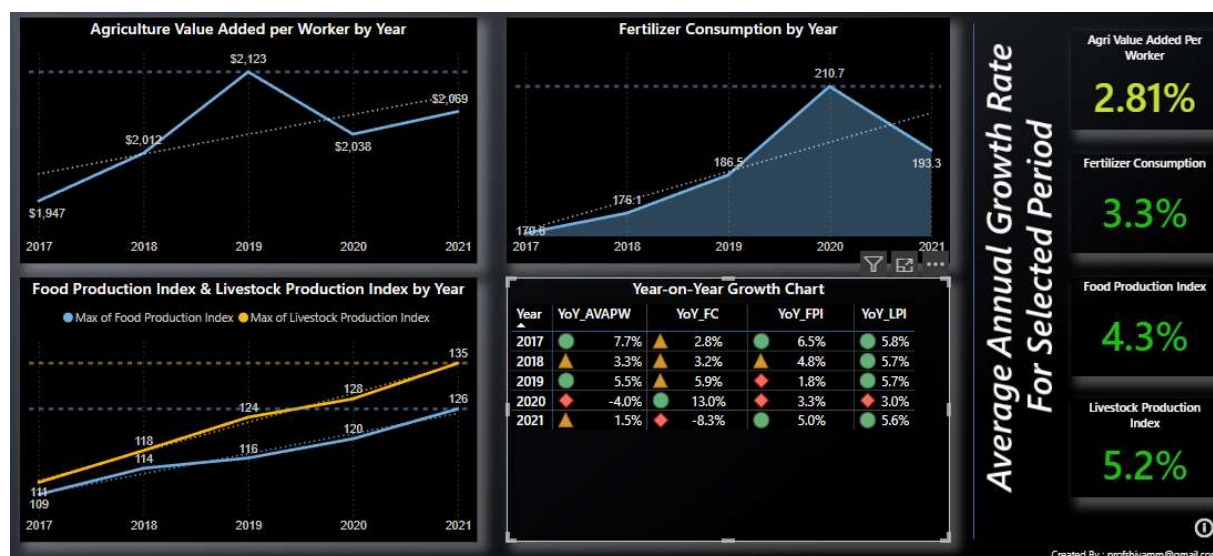 Agriculture Value Added per Worker by Year
$2,123
$2,069
$2,012
$2,038
$1,947
2017 2018 2019 2020 2021
Fertilizer Consumption by Year
210.7
186.5
193.3
176.1
170.6
2017 2018 2019 2020 2021
Food Production Index & Livestock Production Index by Year
Max of Food Production Index Max of Livestock Production Index
135
128
124
126
118
120
114
116
111
109
2017 2018 2019 2020 2021
Year-on-Year Growth Chart
Year YoY_AVAPW YoY_FC YoY_FPI YoY_LPI
2017 7.7% 2.8% 6.5% 5.8%
2018 3.3% 3.2% 4.8% 5.7%
2019 5.5% 5.9% 1.8% 5.7%
2020 -4.0% 13.0% 3.3% 3.0%
2021 1.5% -8.3% 5.0% 5.6%
Average Annual Growth Rate
For Selected Period
Agri Value Added Per
Worker
2.81%
Fertilizer Consumption
3.3%
Food Production Index
4.3%
Livestock Production
Index
5.2%
Created By : profshivamm@gmail.com